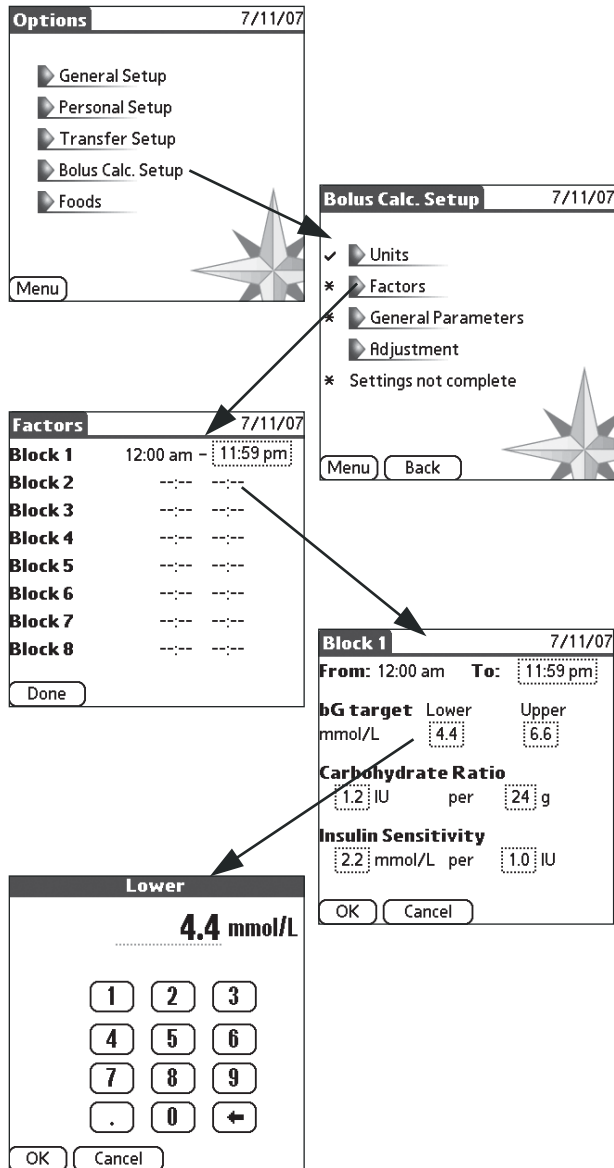 Options 7/11/07
General Setup
Personal Setup
Transfer Setup
Bolus Calc. Setup
Foods
Menu
Bolus Calc. Setup 7/11/07
✓ Units
* Factors
* General Parameters
Adjustment
* Settings not complete
Menu Back
Factors 7/11/07
Block 1 12:00 am – 11:59 pm
Block 2 --:-- --:--
Block 3 --:-- --:--
Block 4 --:-- --:--
Block 5 --:-- --:--
Block 6 --:-- --:--
Block 7 --:-- --:--
Block 8 --:-- --:--
Done
Block 1 7/11/07
From: 12:00 am To: 11:59 pm
bG target Lower Upper
mmol/L 4.4 6.6
Carbohydrate Ratio
1.2 IU per 24 g
Insulin Sensitivity
2.2 mmol/L per 1.0 IU
OK Cancel
Lower
4.4 mmol/L
1 2 3
4 5 6
7 8 9
. 0 ←
OK Cancel